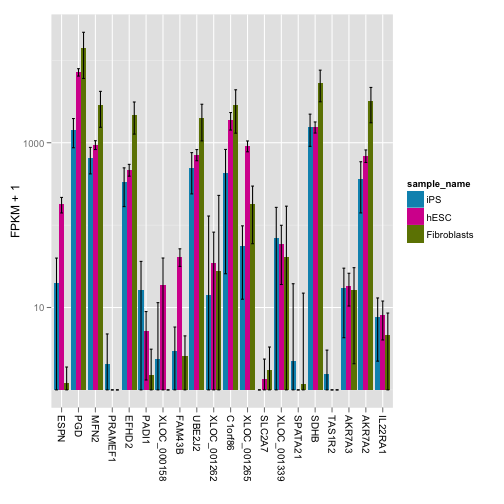 FPKM + 1
1000
10
sample_name
iPS
hESC
Fibroblasts
ESPN
PGD
MFN2
PRAMEF1
EFHD2
PADI1
XLOC_000158
FAM43B
UBE2J2
XLOC_001262
C1orf86
XLOC_001265
SLC2A7
XLOC_001339
SPATA21
SDHB
TAS1R2
AKR7A3
AKR7A2
IL22RA1